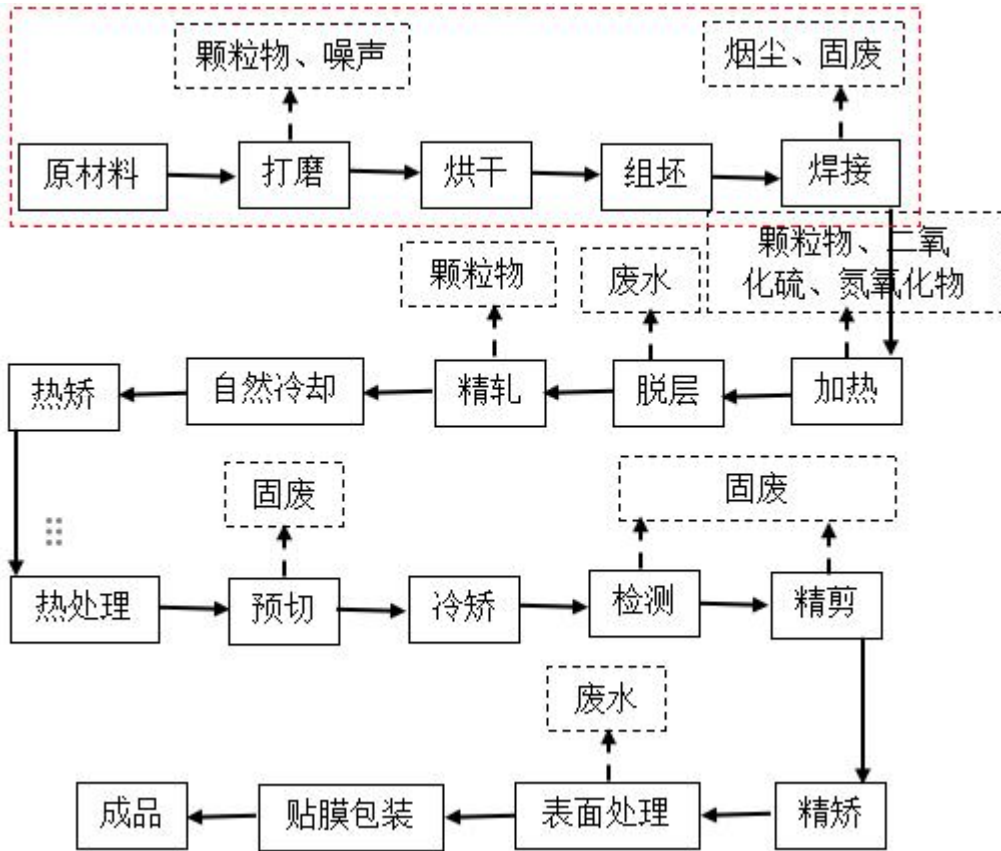 颗粒物、噪声
烟尘、固废
原材料
打磨
烘干
组坯
焊接
颗粒物
废水
颗粒物、二氧
化硫、氮氧化物
热矫
自然冷却
精轧
脱层
加热
固废
固废
热处理
预切
冷矫
检测
精剪
废水
成品
贴膜包装
表面处理
精矫